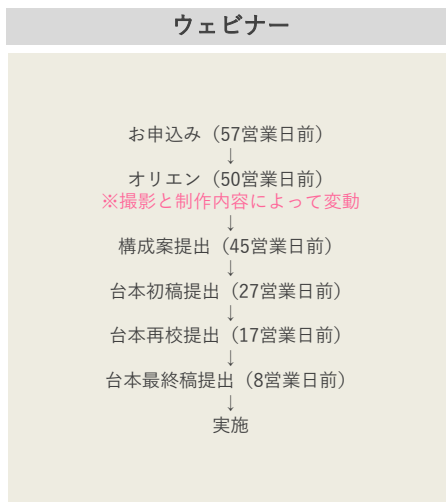 ウェビナー
お申込み（57営業日前）
↓
オリエン（50営業日前）
※撮影と制作内容によって変動
↓
構成案提出（45営業日前）
↓
台本初稿提出（27営業日前）
↓
台本再校提出（17営業日前）
↓
台本最終稿提出（8営業日前）
↓
実施